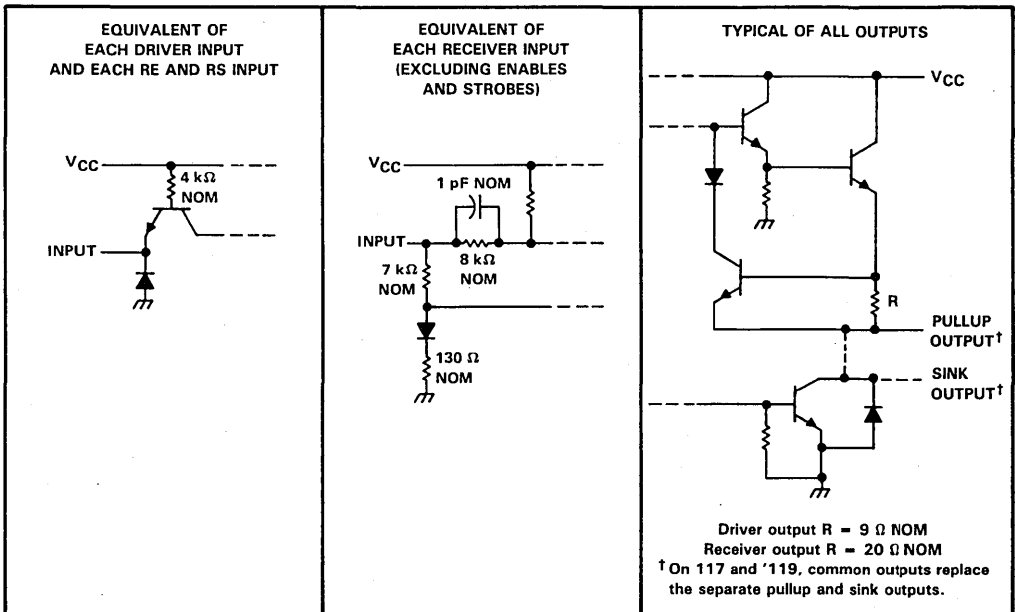 EQUIVALENT OF
EACH DRIVER INPUT
AND EACH RE AND RS INPUT
VCC
4 kΩ
NOM
INPUT
EQUIVALENT OF
EACH RECEIVER INPUT
(EXCLUDING ENABLES
AND STROBES)
VCC
1 pF NOM
INPUT
8 kΩ
NOM
7 kΩ
NOM
130 Ω
NOM
TYPICAL OF ALL OUTPUTS
VCC
R
PULLUP
OUTPUT†
SINK
OUTPUT†
Driver output R = 9 Ω NOM
Receiver output R = 20 Ω NOM
† On 117 and '119, common outputs replace
the separate pullup and sink outputs.